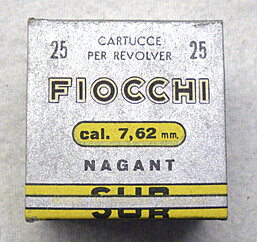 25 CARTUCCE 25
PER REVOLVER
FIOCCHI
cal. 7,62 mm.
NAGANT